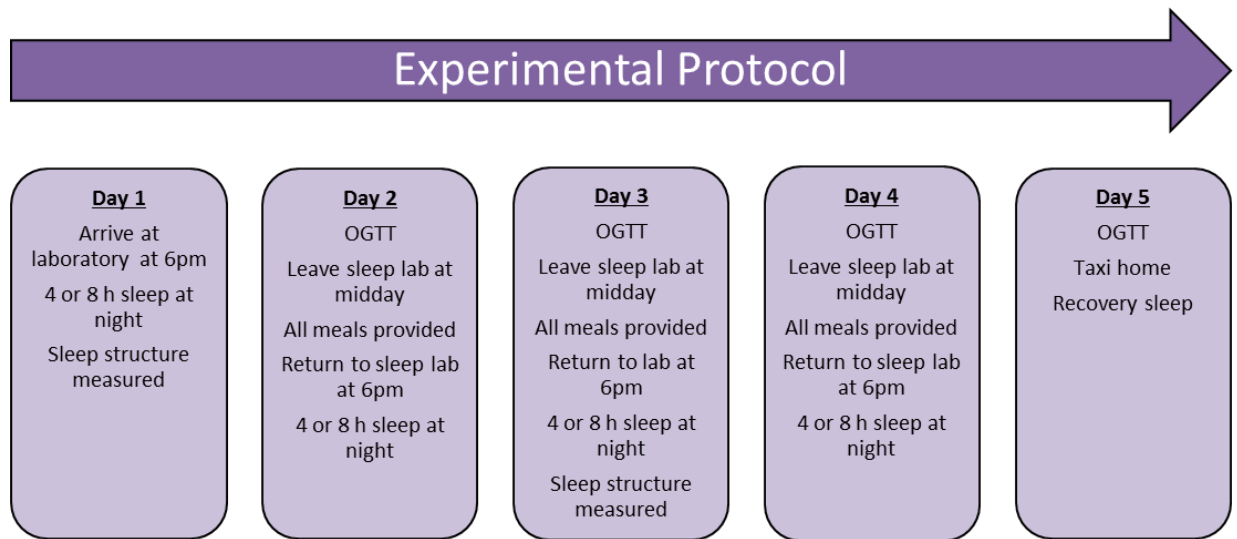 Experimental Protocol
Day 1
Arrive at
laboratory at 6pm
4 or 8 h sleep at
night
Sleep structure
measured
Day 2
OGTT
Leave sleep lab at
midday
All meals provided
Return to sleep lab
at 6pm
4 or 8 h sleep at
night
Day 3
OGTT
Leave sleep lab at
midday
All meals provided
Return to lab at
6pm
4 or 8 h sleep at
night
Sleep structure
measured
Day 4
OGTT
Leave sleep lab at
midday
All meals provided
Return to sleep lab
at 6pm
4 or 8 h sleep at
night
Day 5
OGTT
Taxi home
Recovery sleep